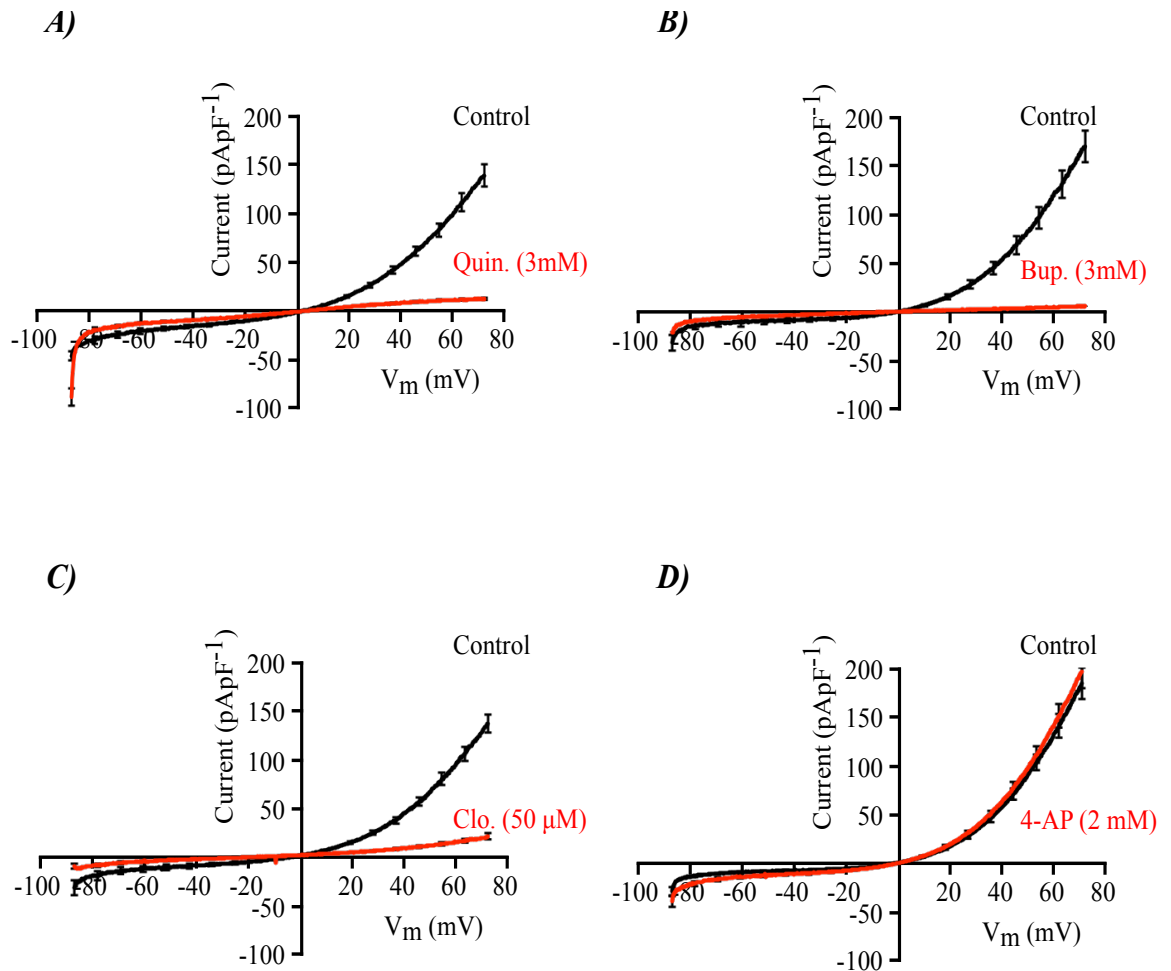 A)
Current (pApF-1)
200
150
100
50
-50
-100
-100 -80 -60 -40 -20 20 40 60 80
Vm (mV)
Control
Quin. (3mM)
B)
Current (pApF-1)
200
150
100
50
-50
-100
-100 -80 -60 -40 -20 20 40 60 80
Vm (mV)
Control
Bup. (3mM)
C)
Current (pApF-1)
200
150
100
50
-50
-100
-100 -80 -60 -40 -20 20 40 60 80
Vm (mV)
Control
Clo. (50 µM)
D)
Current (pApF-1)
200
150
100
50
-50
-100
-100 -80 -60 -40 -20 20 40 60 80
Vm (mV)
Control
4-AP (2 mM)